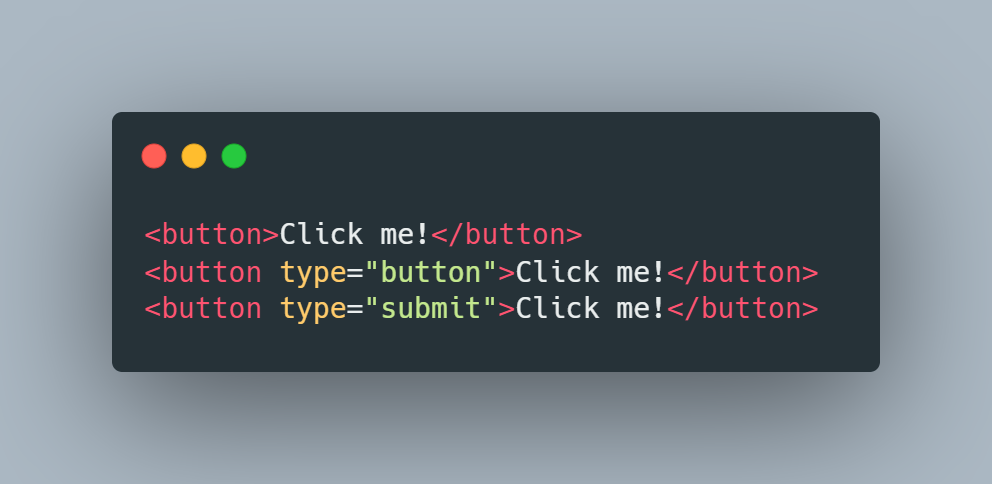 <button>Click me!</button>
<button type="button">Click me!</button>
<button type="submit">Click me!</button>